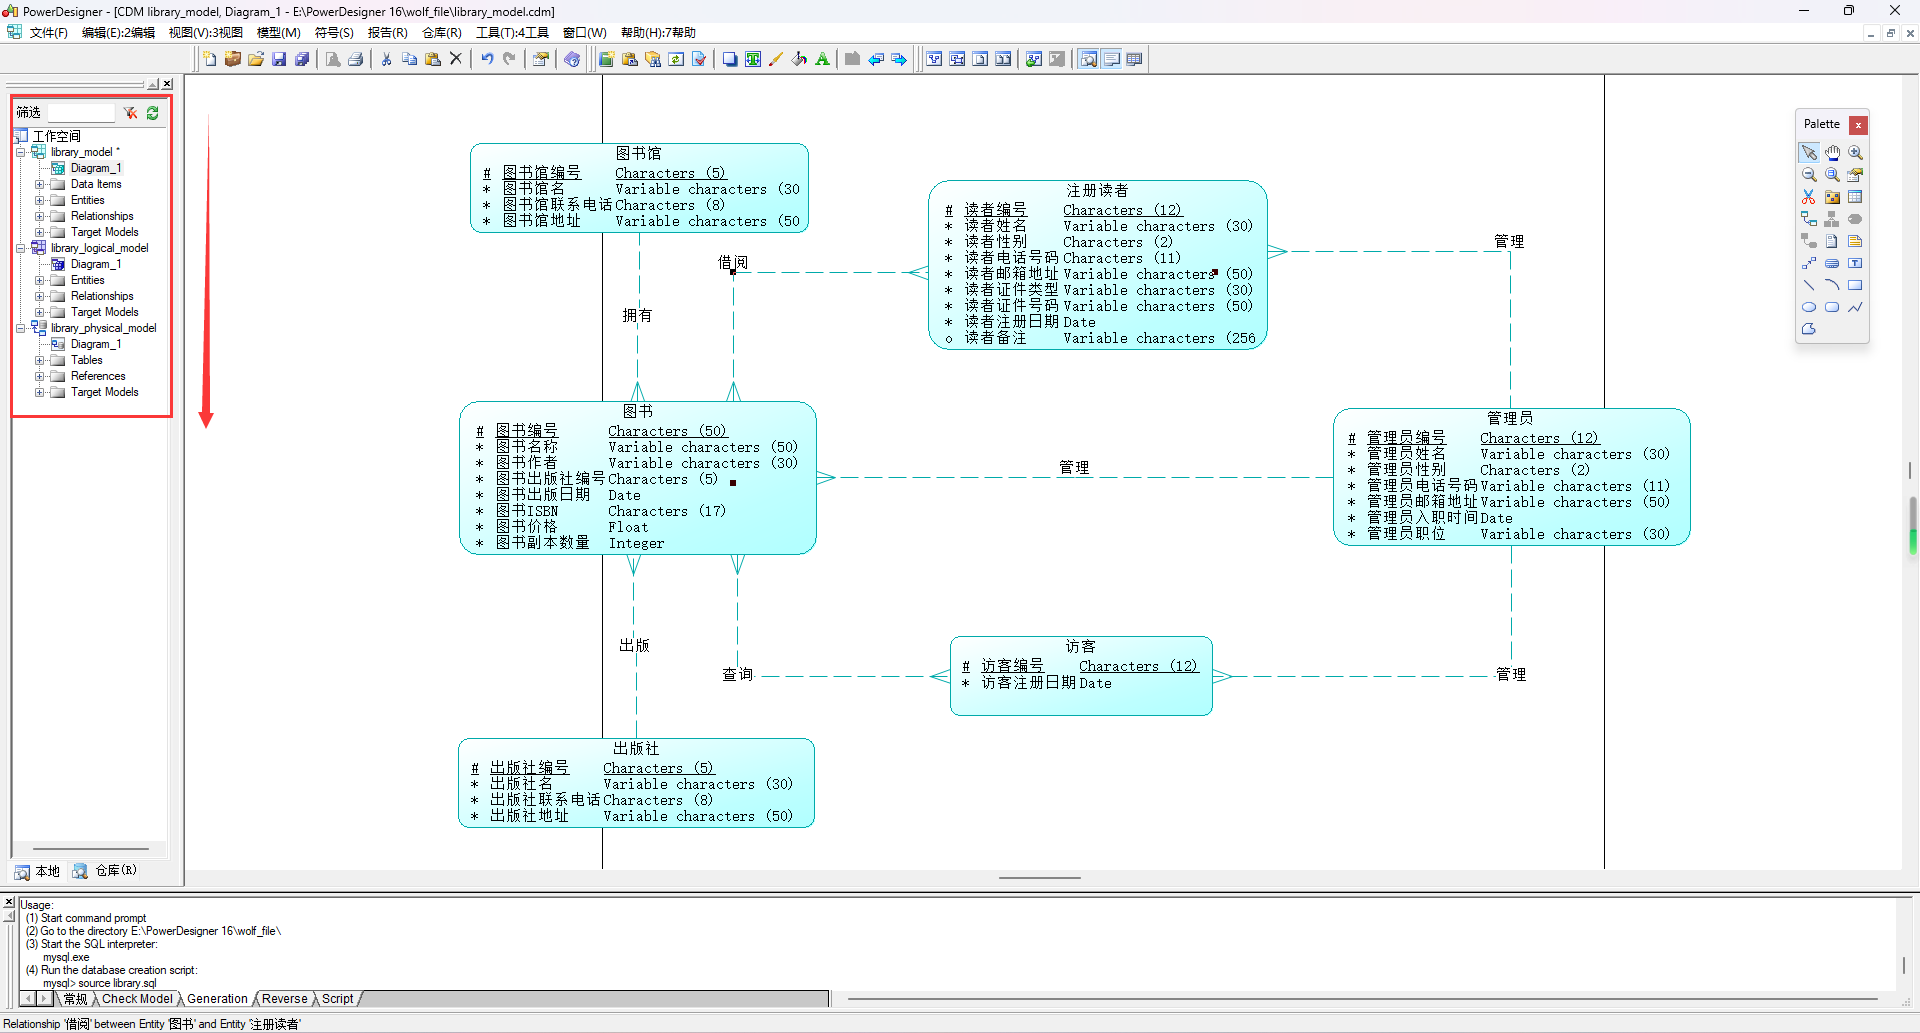 PowerDesigner - [CDM library_model, Diagram_1 - E:\PowerDesigner 16\wolf_file\library_model.cdm]
文件(F) 编辑(E):2编辑 视图(V):3视图 模型(M) 符号(S) 报告(R) 仓库(R) 工具(T):4工具 窗口(W) 帮助(H):7帮助
筛选
工作空间
library_model *
Diagram_1
Data Items
Entities
Relationships
Target Models
library_logical_model
Diagram_1
Entities
Relationships
Target Models
library_physical_model
Diagram_1
Tables
References
Target Models
本地 仓库(R)
图书馆
# 图书馆编号 Characters (5)
* 图书馆名 Variable characters (30
* 图书馆联系电话 Characters (8)
* 图书馆地址 Variable characters (50
注册读者
# 读者编号 Characters (12)
* 读者姓名 Variable characters (30)
* 读者性别 Characters (2)
* 读者电话号码 Characters (11)
* 读者邮箱地址 Variable characters (50)
* 读者证件类型 Variable characters (30)
* 读者证件号码 Variable characters (50)
* 读者注册日期 Date
o 读者备注 Variable characters (256
管理
借阅
拥有
图书
# 图书编号 Characters (50)
* 图书名称 Variable characters (50)
* 图书作者 Variable characters (30)
* 图书出版社编号 Characters (5)
* 图书出版日期 Date
* 图书ISBN Characters (17)
* 图书价格 Float
* 图书副本数量 Integer
管理
管理员
# 管理员编号 Characters (12)
* 管理员姓名 Variable characters (30)
* 管理员性别 Characters (2)
* 管理员电话号码 Variable characters (11)
* 管理员邮箱地址 Variable characters (50)
* 管理员入职时间 Date
* 管理员职位 Variable characters (30)
出版
查询
访客
# 访客编号 Characters (12)
* 访客注册日期 Date
管理
出版社
# 出版社编号 Characters (5)
* 出版社名 Variable characters (30)
* 出版社联系电话 Characters (8)
* 出版社地址 Variable characters (50)
Palette
Usage:
(1) Start command prompt
(2) Go to the directory E:\PowerDesigner 16\wolf_file\
(3) Start the SQL interpreter:
mysql.exe
(4) Run the database creation script:
mysql> source library.sql
常规 Check Model Generation Reverse Script
Relationship '借阅' between Entity '图书' and Entity '注册读者'